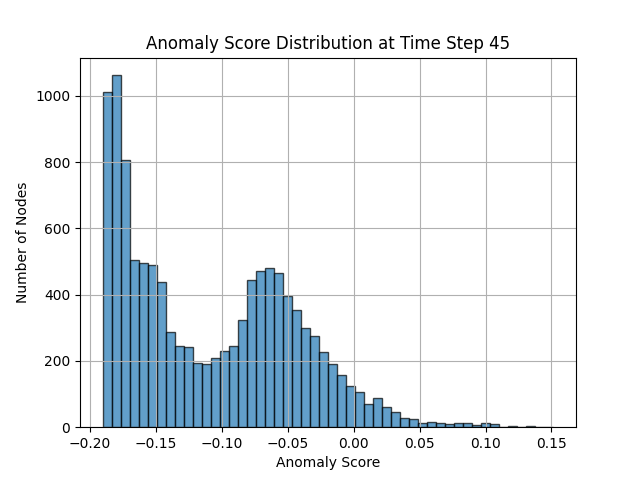 Anomaly Score Distribution at Time Step 45
Number of Nodes
1000
800
600
400
200
0
−0.20 −0.15 −0.10 −0.05 0.00 0.05 0.10 0.15
Anomaly Score